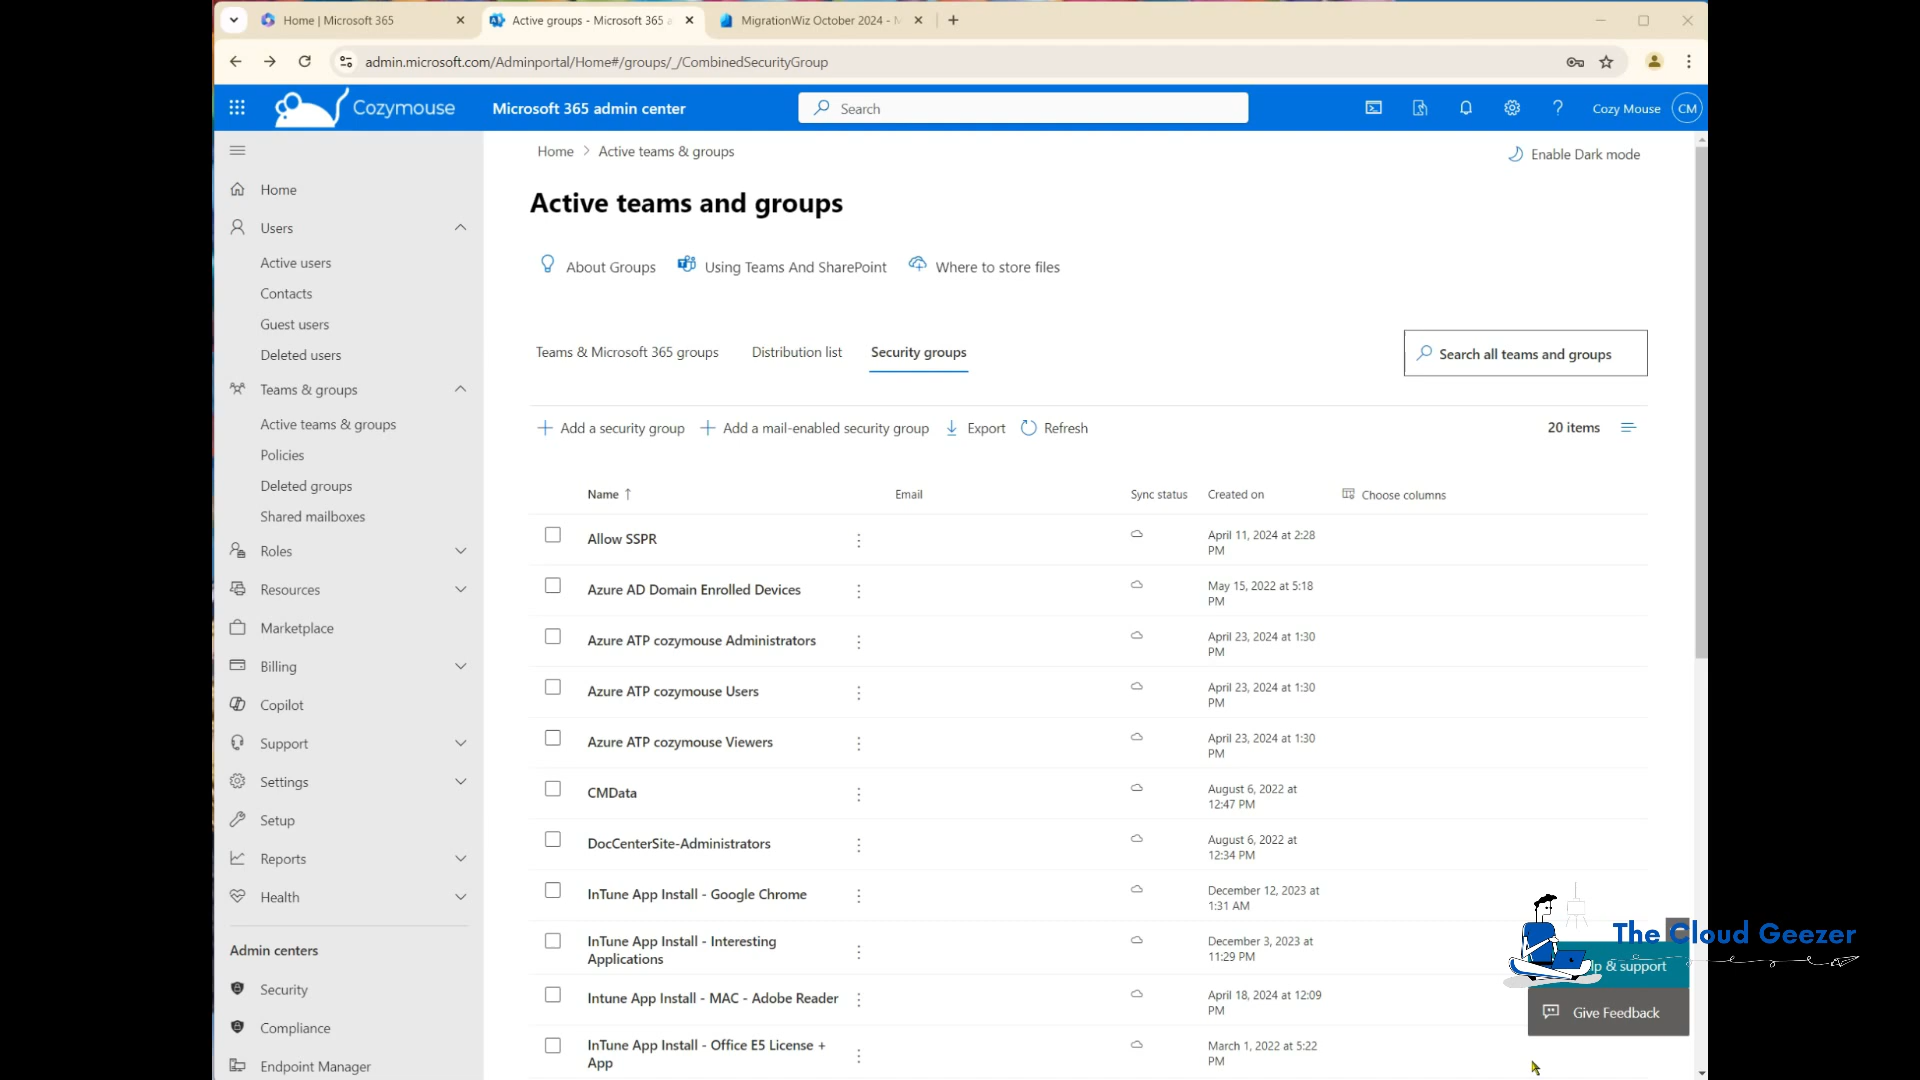 Home | Microsoft 365
Active groups - Microsoft 365
MigrationWiz October 2024 -
admin.microsoft.com/Adminportal/Home#/groups/_/CombinedSecurityGroup
Cozymouse
Microsoft 365 admin center
Search
Cozy Mouse
CM
Home
Users
Active users
Contacts
Guest users
Deleted users
Teams & groups
Active teams & groups
Policies
Deleted groups
Shared mailboxes
Roles
Resources
Marketplace
Billing
Copilot
Support
Settings
Setup
Reports
Health
Admin centers
Security
Compliance
Endpoint Manager
Home > Active teams & groups
Enable Dark mode
Active teams and groups
About Groups
Using Teams And SharePoint
Where to store files
Teams & Microsoft 365 groups
Distribution list
Security groups
Search all teams and groups
Add a security group
Add a mail-enabled security group
Export
Refresh
20 items
Name ↑ Email Sync status Created on Choose columns
Allow SSPR
April 11, 2024 at 2:28
PM
Azure AD Domain Enrolled Devices
May 15, 2022 at 5:18
PM
Azure ATP cozymouse Administrators
April 23, 2024 at 1:30
PM
Azure ATP cozymouse Users
April 23, 2024 at 1:30
PM
Azure ATP cozymouse Viewers
April 23, 2024 at 1:30
PM
CMData
August 6, 2022 at
12:47 PM
DocCenterSite-Administrators
August 6, 2022 at
12:34 PM
InTune App Install - Google Chrome
December 12, 2023 at
1:31 AM
InTune App Install - Interesting
Applications
December 3, 2023 at
11:29 PM
Intune App Install - MAC - Adobe Reader
April 18, 2024 at 12:09
PM
InTune App Install - Office E5 License +
App
March 1, 2022 at 5:22
PM
The Cloud Geezer
& support
Give Feedback